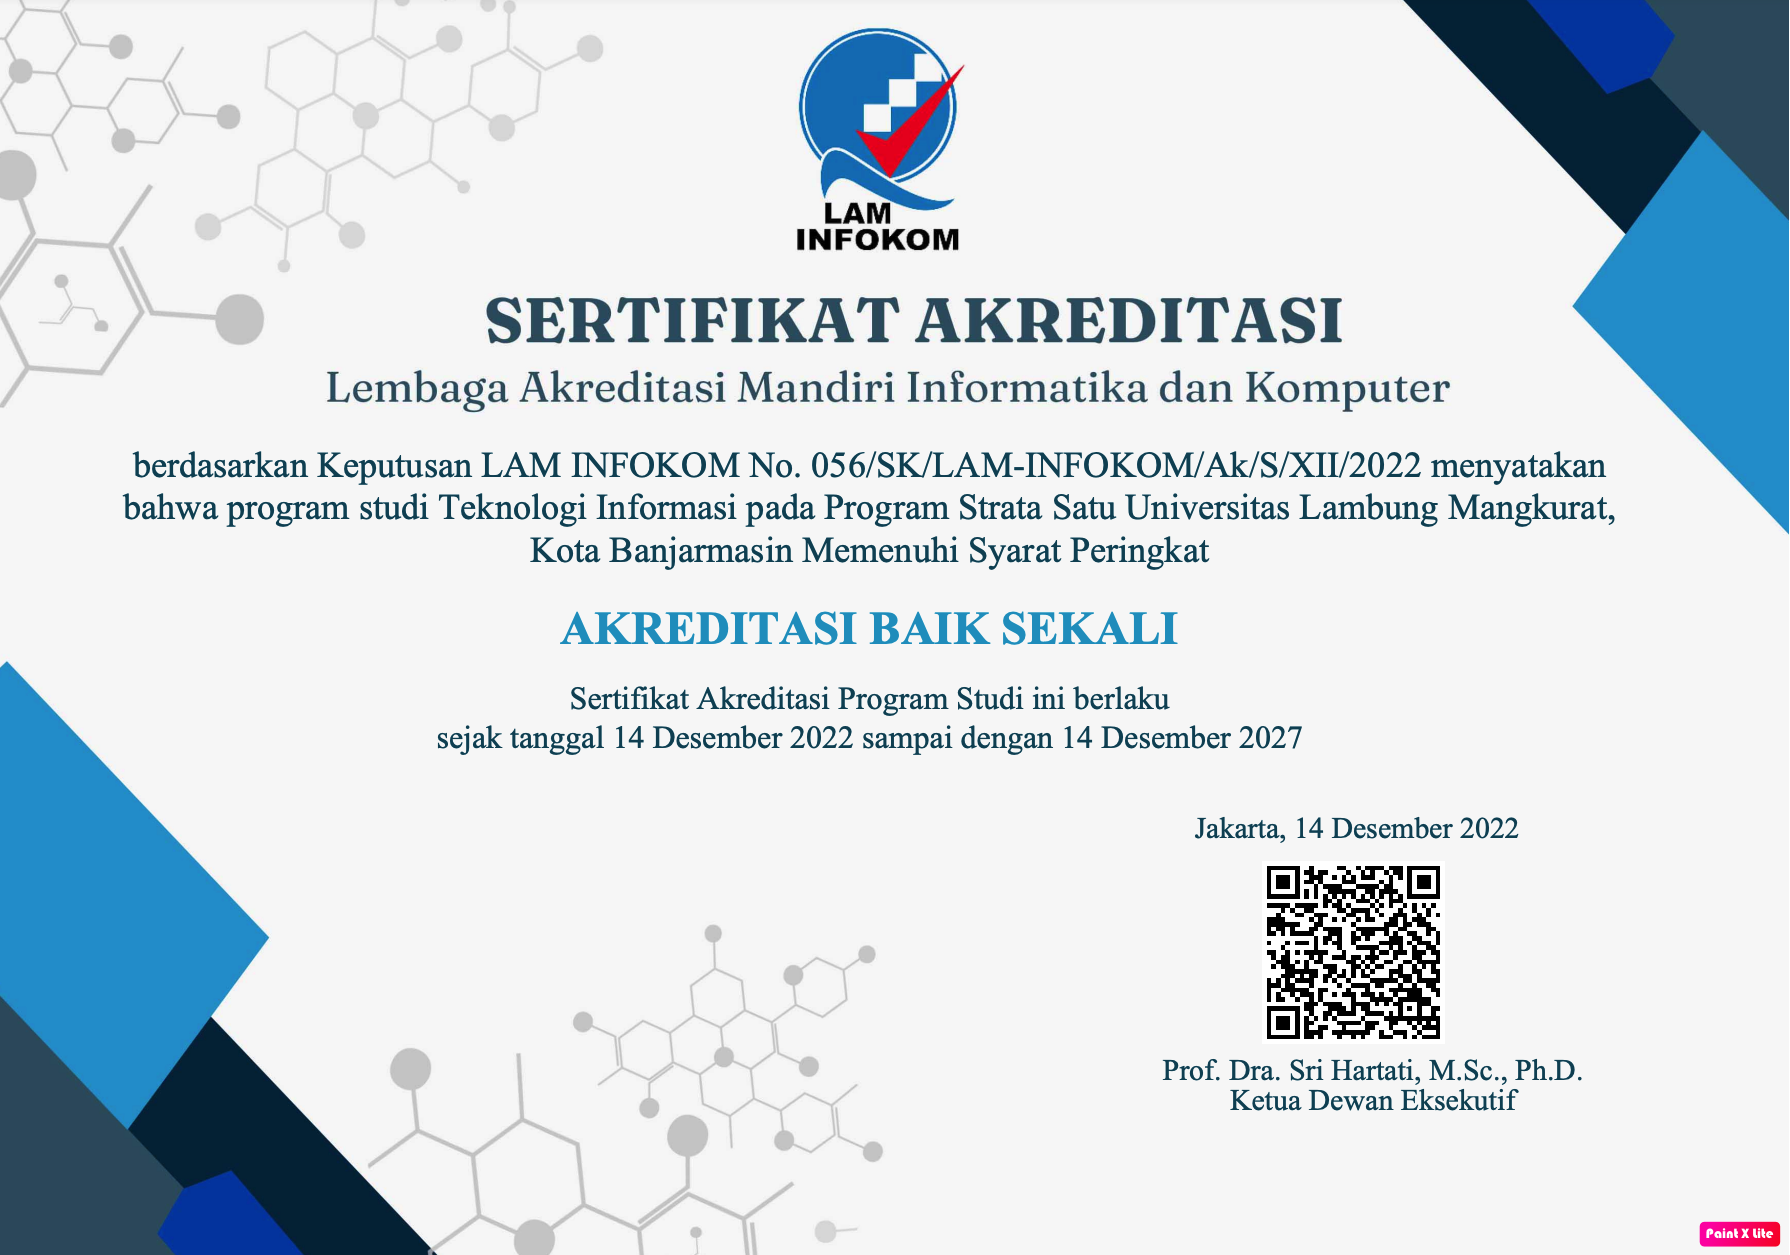 LAM
INFOKOM
SERTIFIKAT AKREDITASI
Lembaga Akreditasi Mandiri Informatika dan Komputer
berdasarkan Keputusan LAM INFOKOM No. 056/SK/LAM-INFOKOM/Ak/S/XII/2022 menyatakan
bahwa program studi Teknologi Informasi pada Program Strata Satu Universitas Lambung Mangkurat,
Kota Banjarmasin Memenuhi Syarat Peringkat
AKREDITASI BAIK SEKALI
Sertifikat Akreditasi Program Studi ini berlaku
sejak tanggal 14 Desember 2022 sampai dengan 14 Desember 2027
Jakarta, 14 Desember 2022
Prof. Dra. Sri Hartati, M.Sc., Ph.D.
Ketua Dewan Eksekutif
Paint X Lite